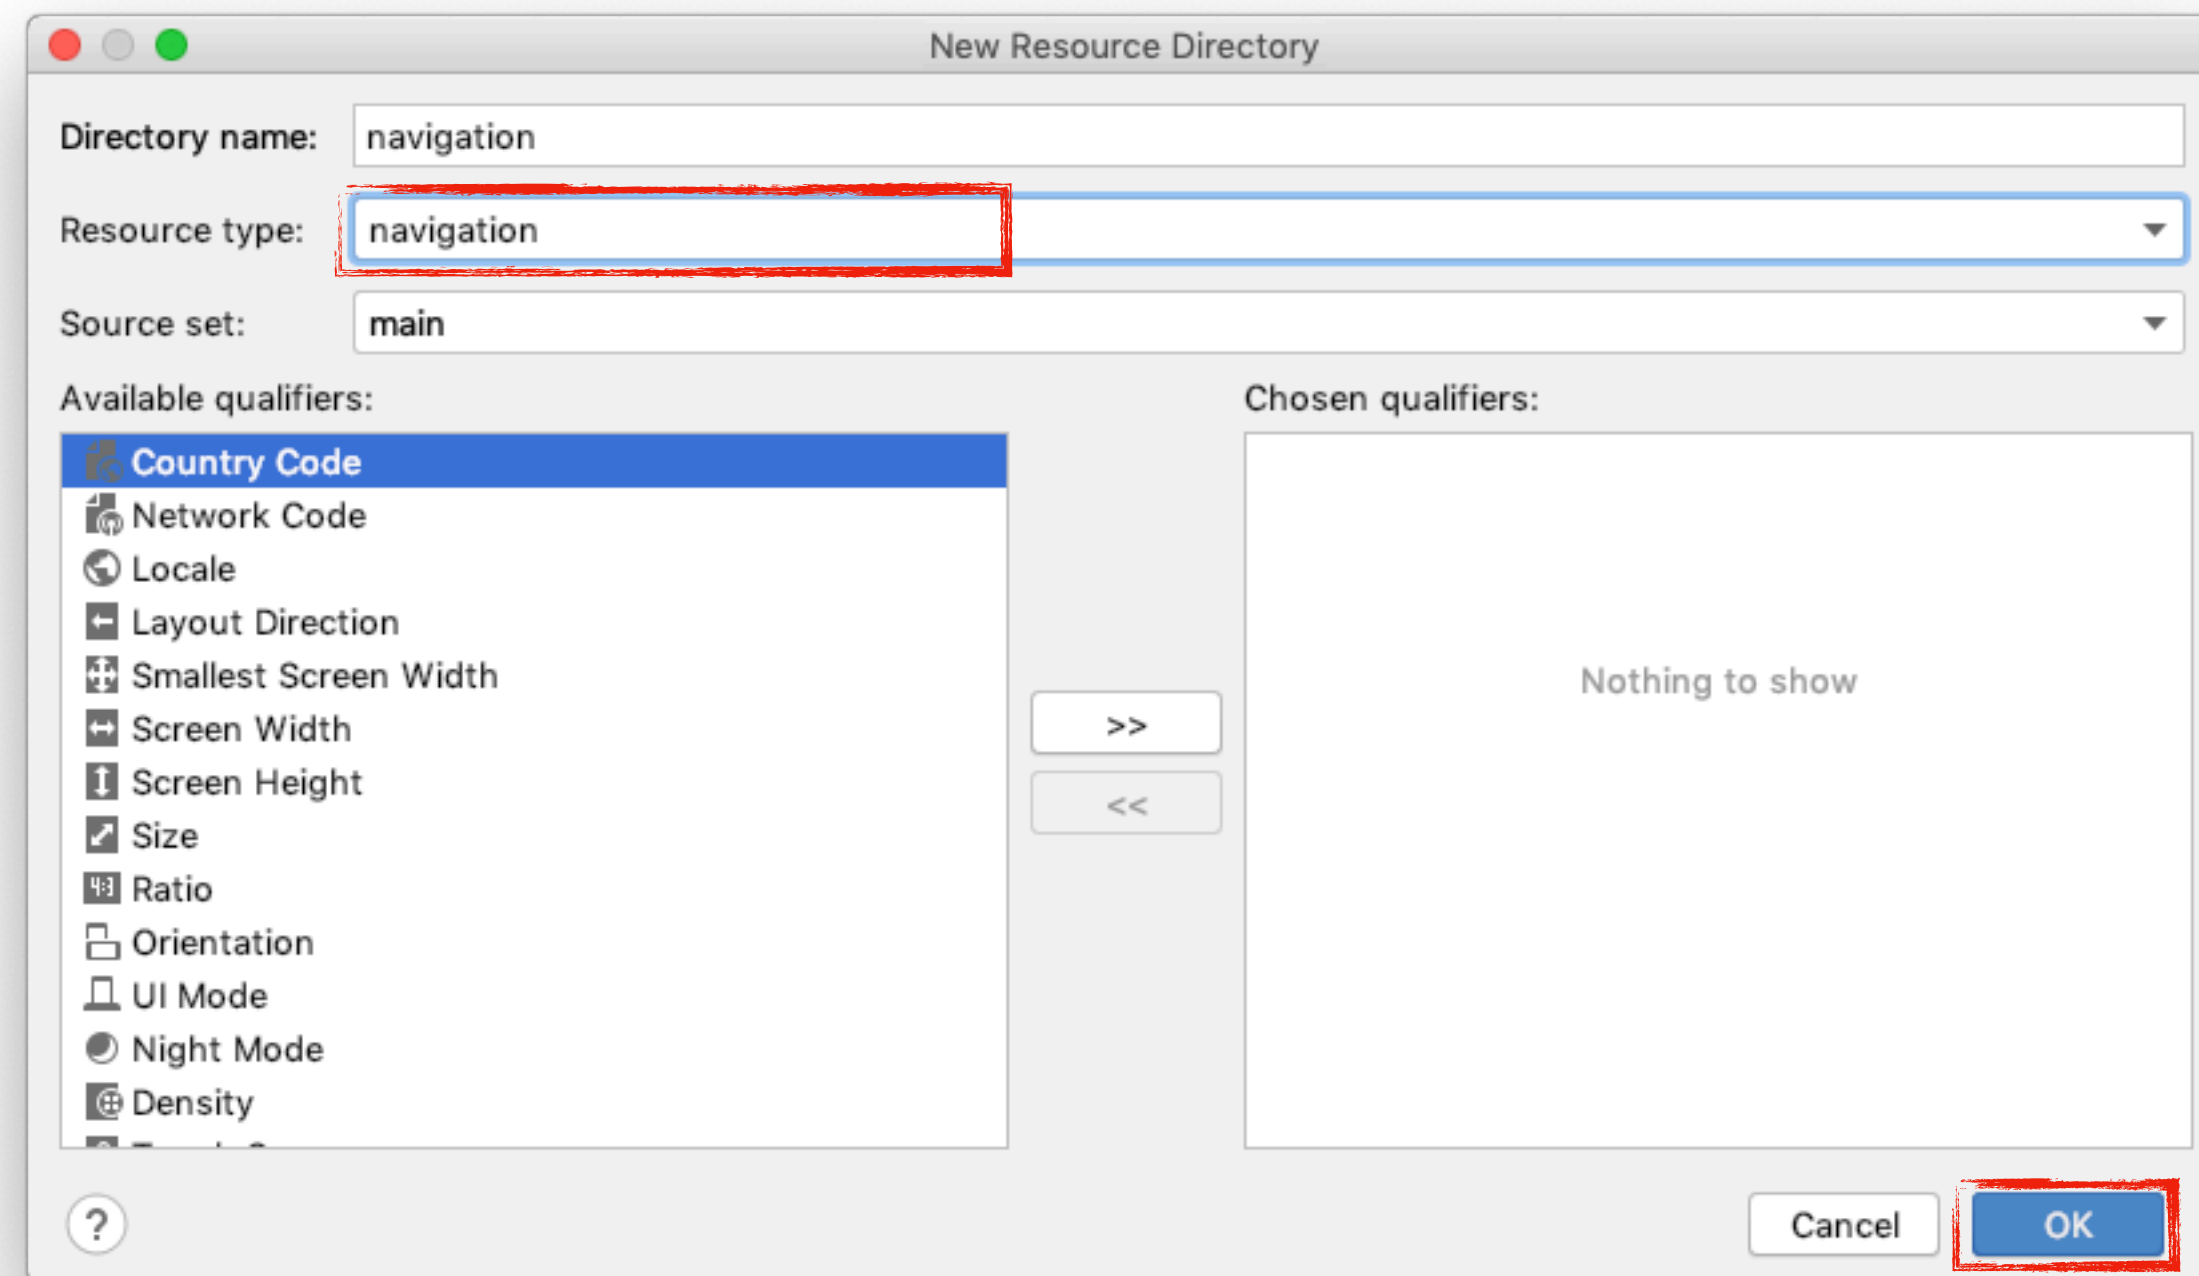 New Resource Directory
Directory name: navigation
Resource type: navigation
Source set: main
Available qualifiers:
Chosen qualifiers:
Country Code
Network Code
Locale
Layout Direction
Smallest Screen Width
Screen Width
Screen Height
Size
4:3 Ratio
Orientation
UI Mode
Night Mode
Density
>>
<<
Nothing to show
?
Cancel
OK